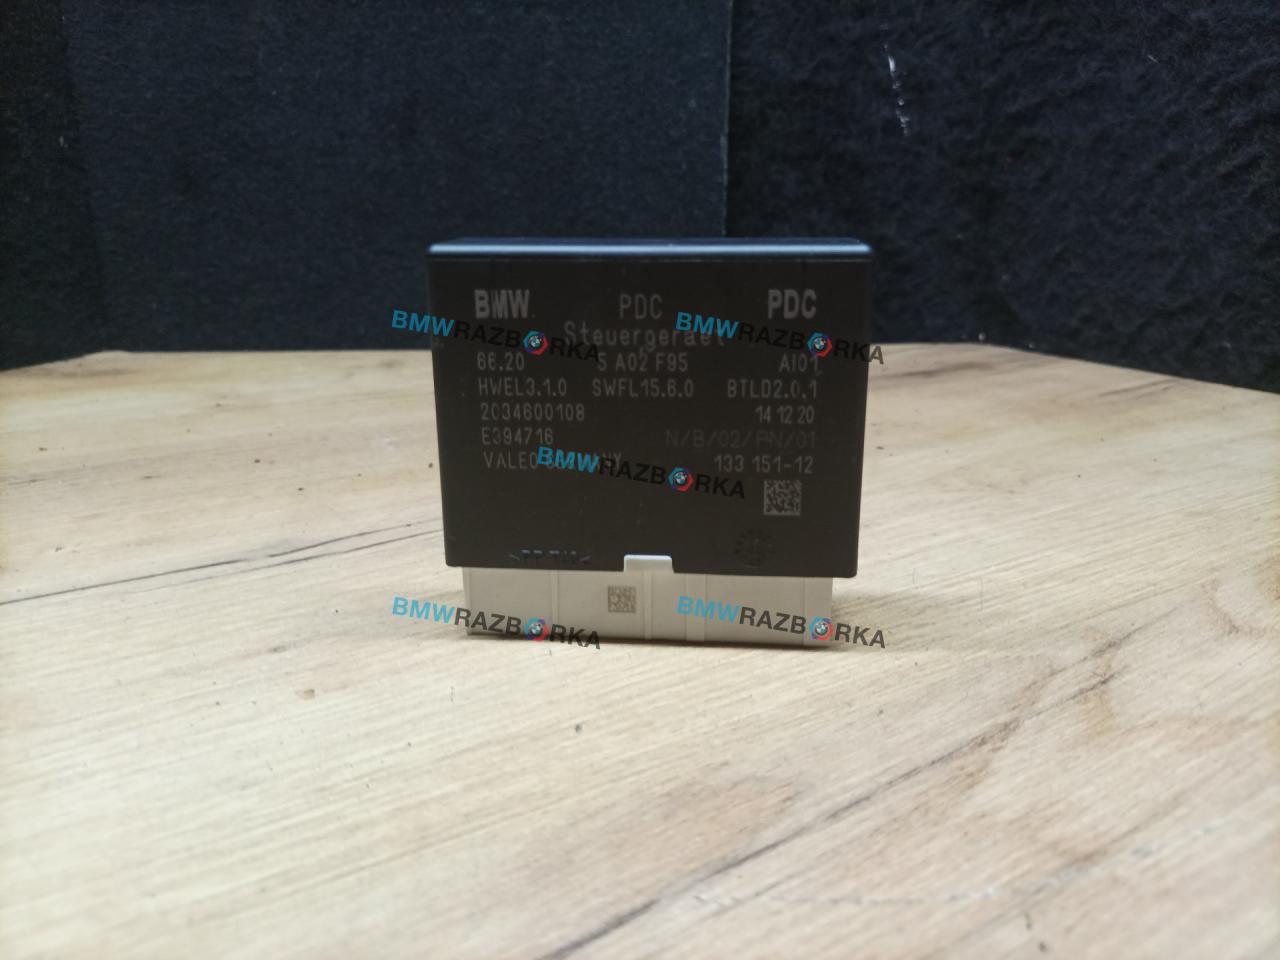 BMW PDC PDC
Steuergeraet
66.20 5 A02 F95 AI01
HWEL3.1.0 SWFL15.6.0 BTLD2.0.1
2034600108 14 12 20
E394716 N/B/02/PN/01
VALEO 133 151-12
BMWRAZBORKA
BMWRAZBORKA
BMWRAZBORKA
BMWRAZBORKA
BMWRAZBORKA